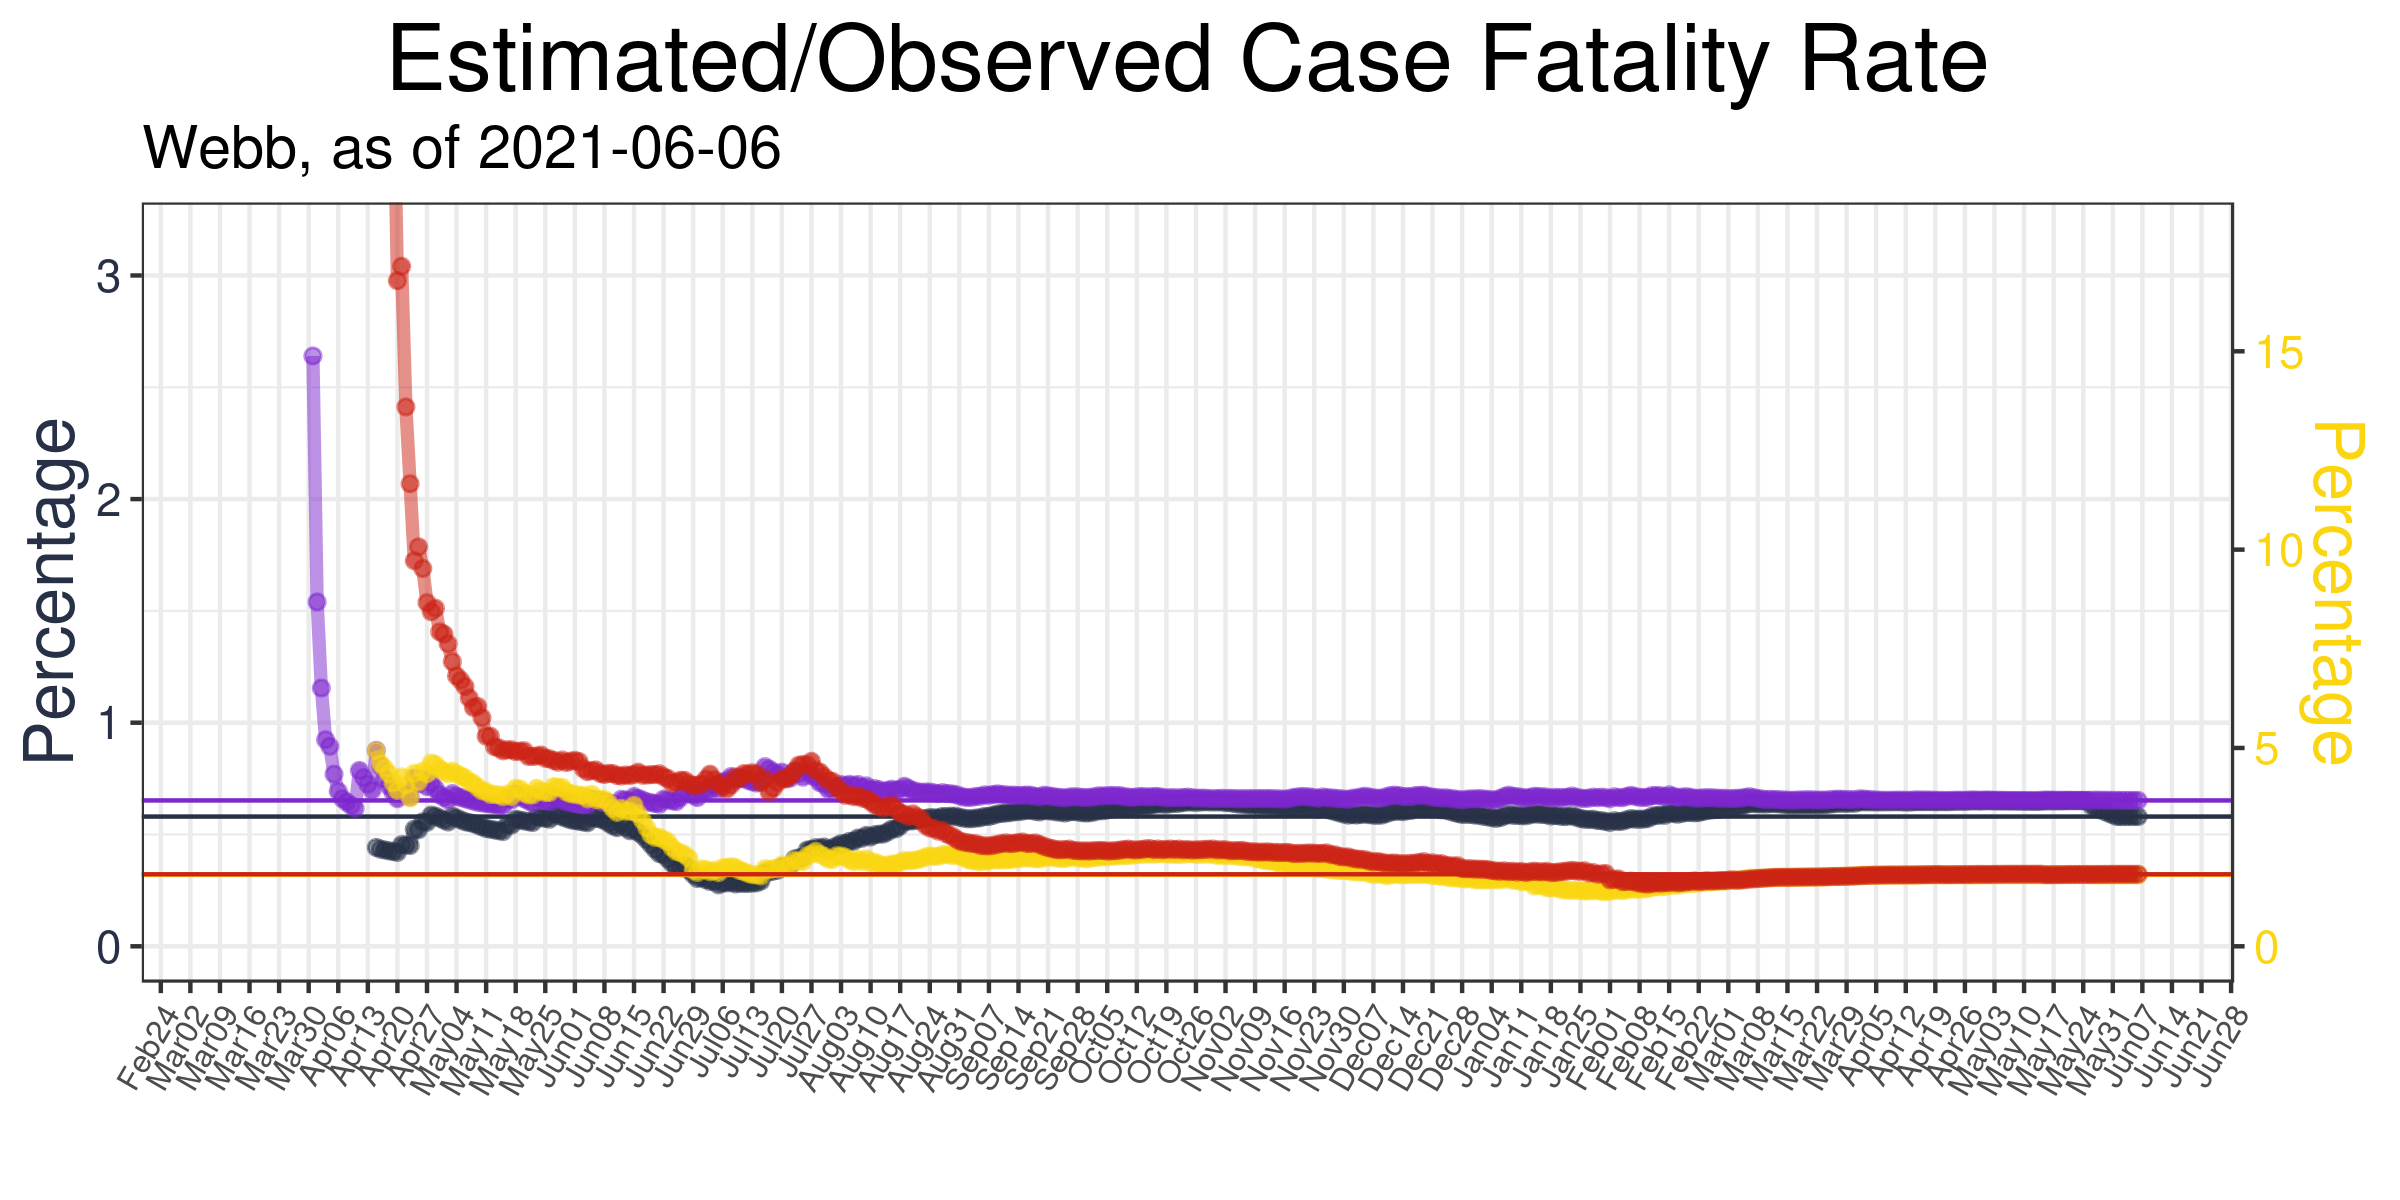 Estimated/Observed Case Fatality Rate
Webb, as of 2021-06-06
Percentage
3
2
1
0
15
10
5
0
Percentage
Feb24
Mar02
Mar09
Mar16
Mar23
Mar30
Apr06
Apr13
Apr20
Apr27
May04
May11
May18
May25
Jun01
Jun08
Jun15
Jun22
Jun29
Jul06
Jul13
Jul20
Jul27
Aug03
Aug10
Aug17
Aug24
Aug31
Sep07
Sep14
Sep21
Sep28
Oct05
Oct12
Oct19
Oct26
Nov02
Nov09
Nov16
Nov23
Nov30
Dec07
Dec14
Dec21
Dec28
Jan04
Jan11
Jan18
Jan25
Feb01
Feb08
Feb15
Feb22
Mar01
Mar08
Mar15
Mar22
Mar29
Apr05
Apr12
Apr19
Apr26
May03
May10
May17
May24
May31
Jun07
Jun14
Jun21
Jun28